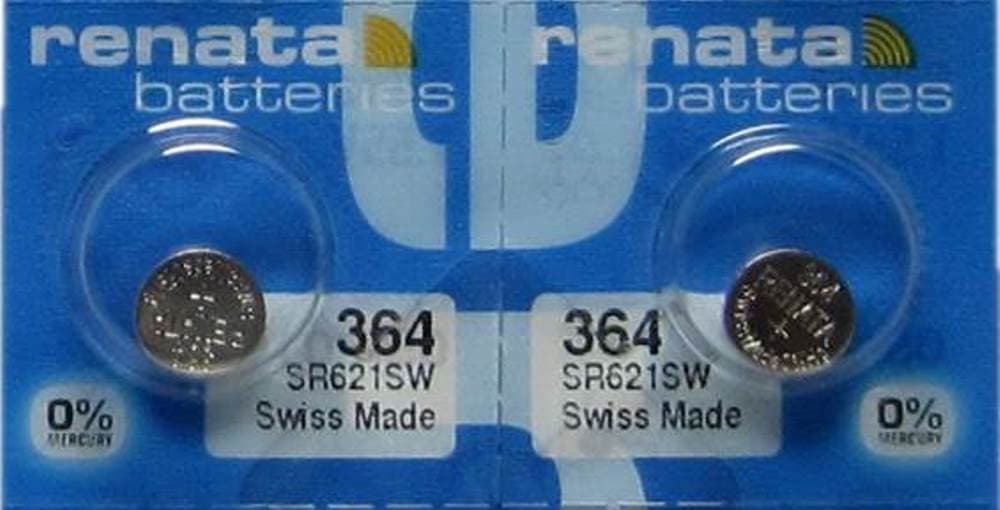 renata
batteries
364
SR621SW
Swiss Made
0%
MERCURY
renata
batteries
364
SR621SW
Swiss Made
0%
MERCURY